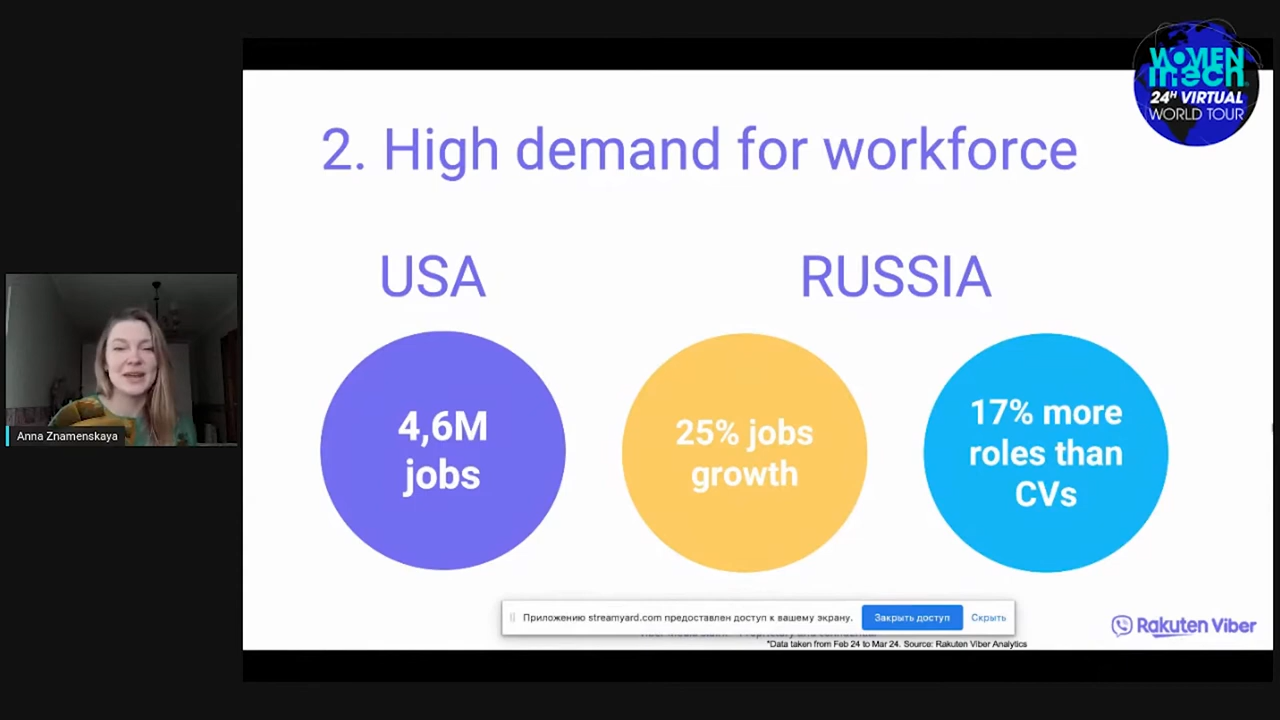 WOMEN
in tech
24H VIRTUAL
WORLD TOUR
2. High demand for workforce
USA
RUSSIA
4,6M
jobs
25% jobs
growth
17% more
roles than
CVs
Anna Znamenskaya
Приложению streamyard.com предоставлен доступ к вашему экрану.
Закрыть доступ
Скрыть
Rakuten Viber
*Data taken from Feb 24 to Mar 24. Source: Rakuten Viber Analytics